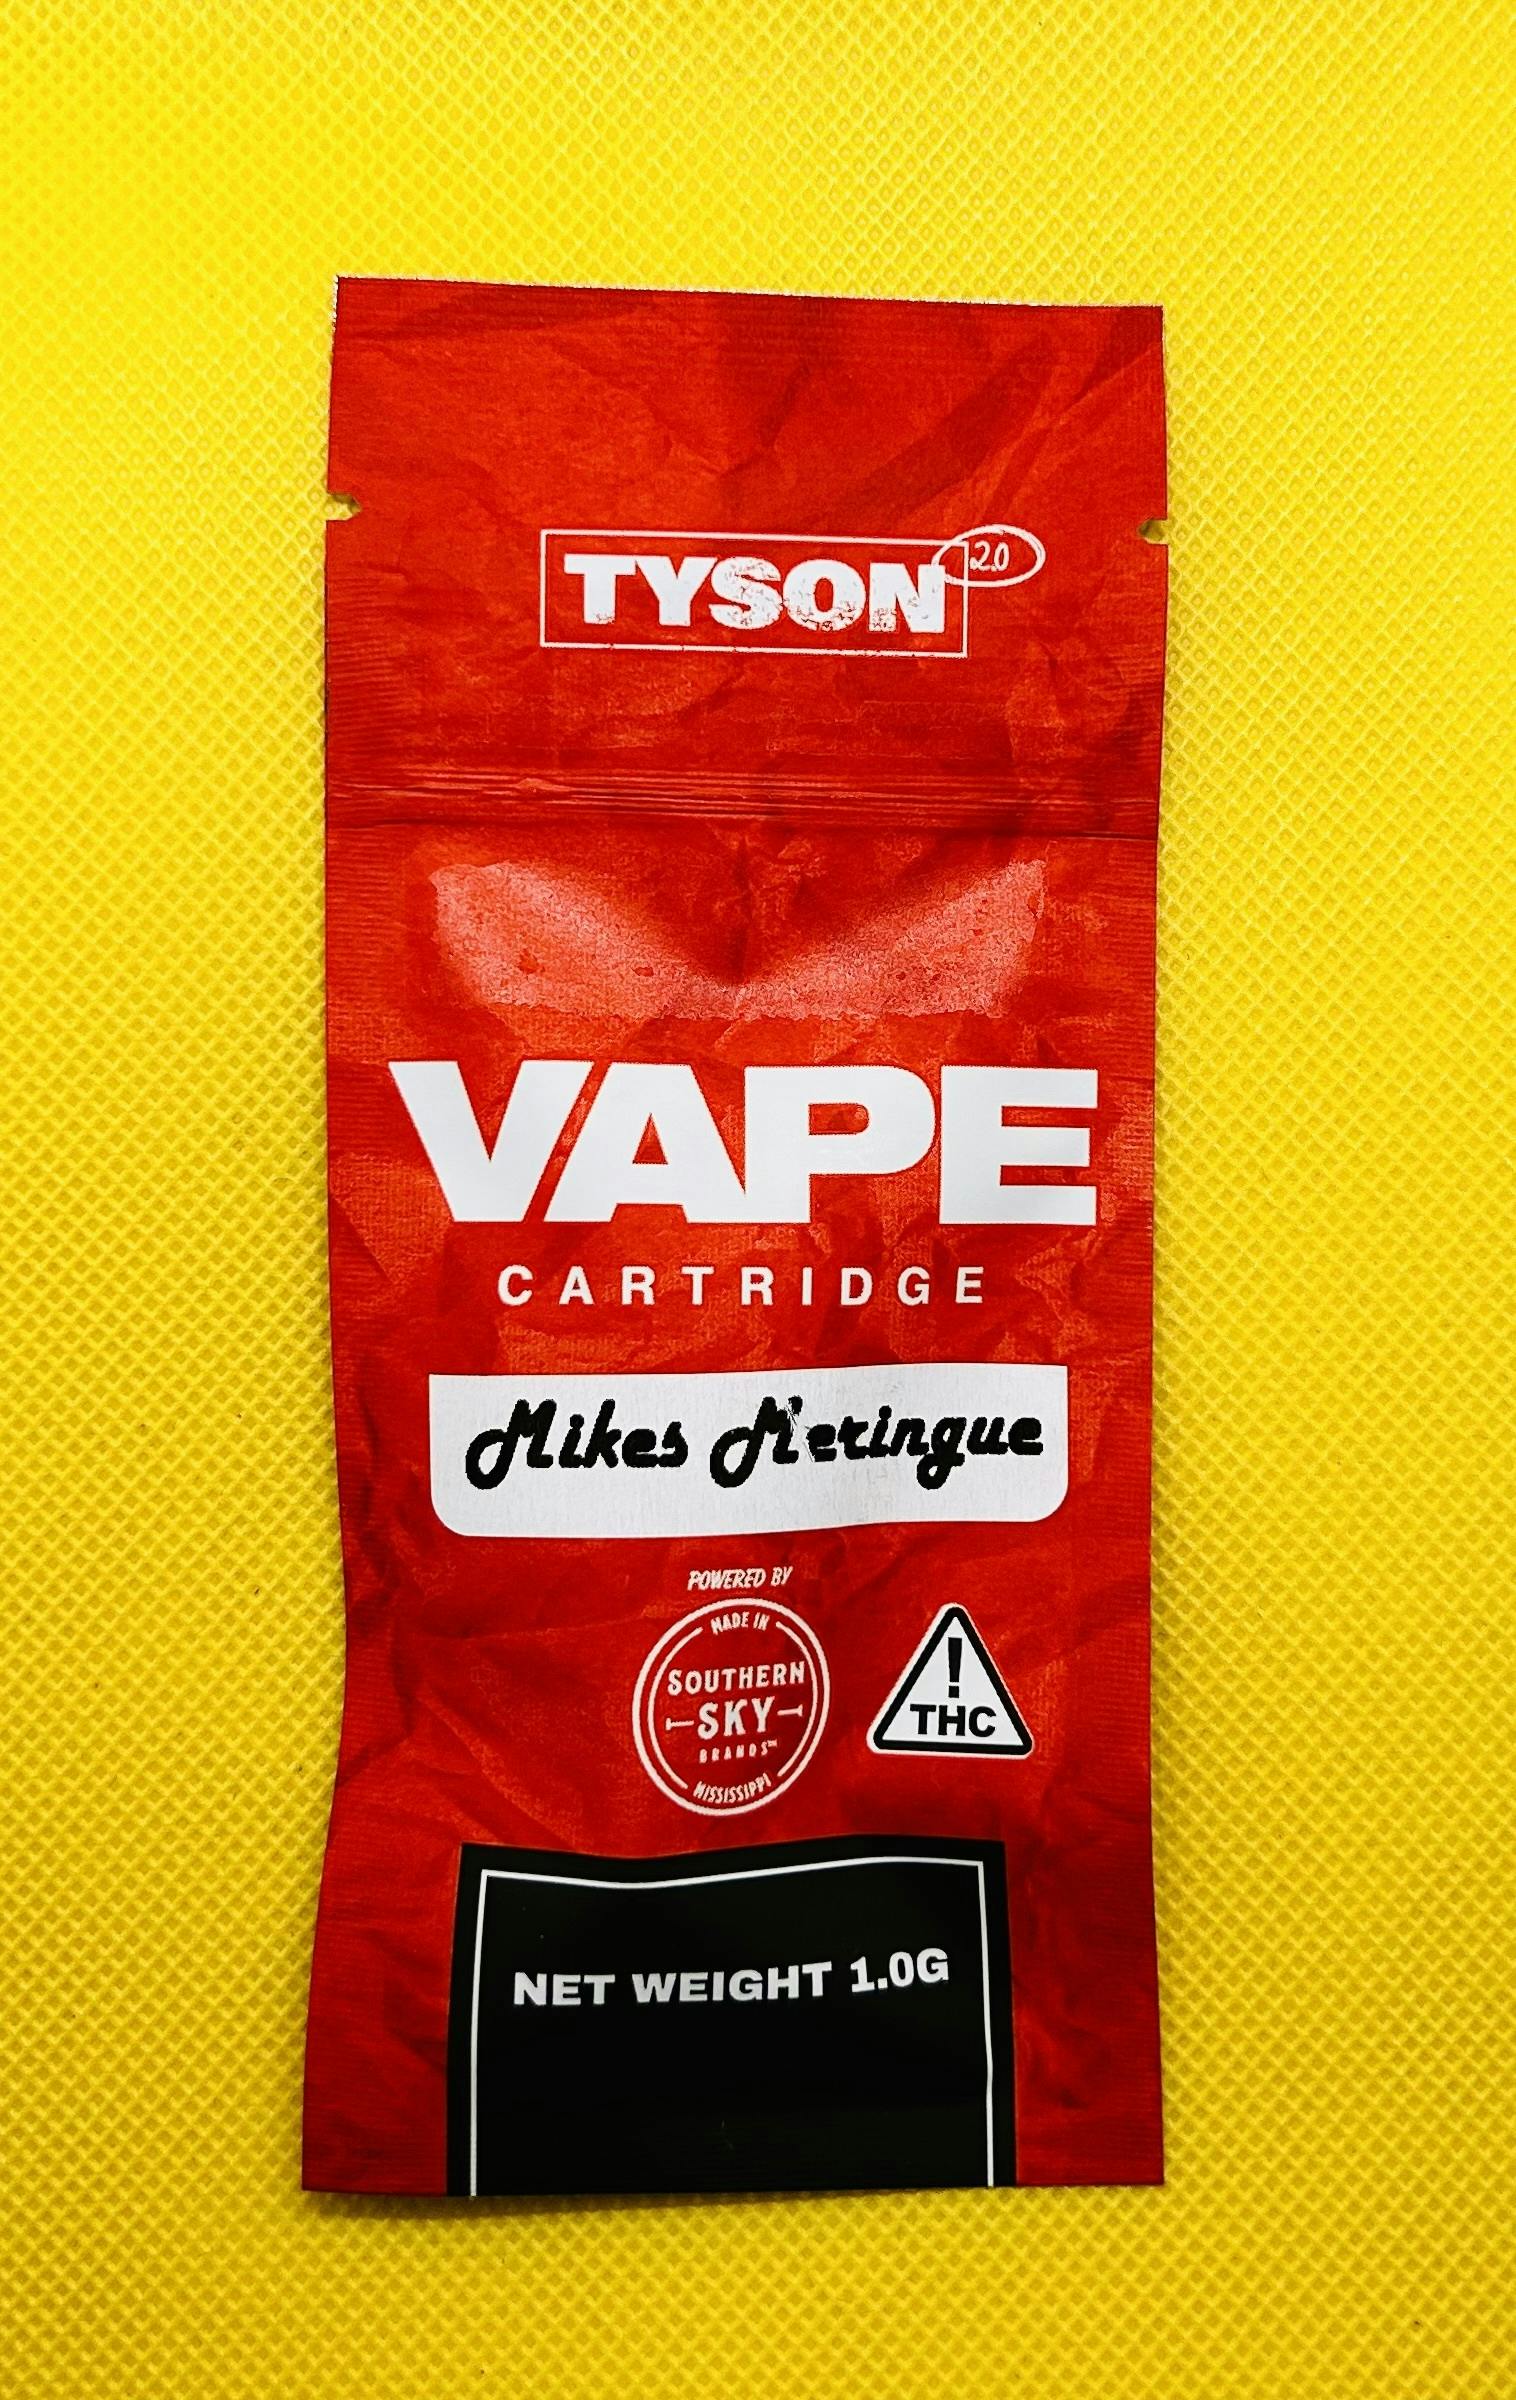 TYSON 2.0
VAPE
CARTRIDGE
Mikes Meringue
POWERED BY
MADE IN
SOUTHERN
SKY
BRANDS™
MISSISSIPPI
!
THC
NET WEIGHT 1.0G